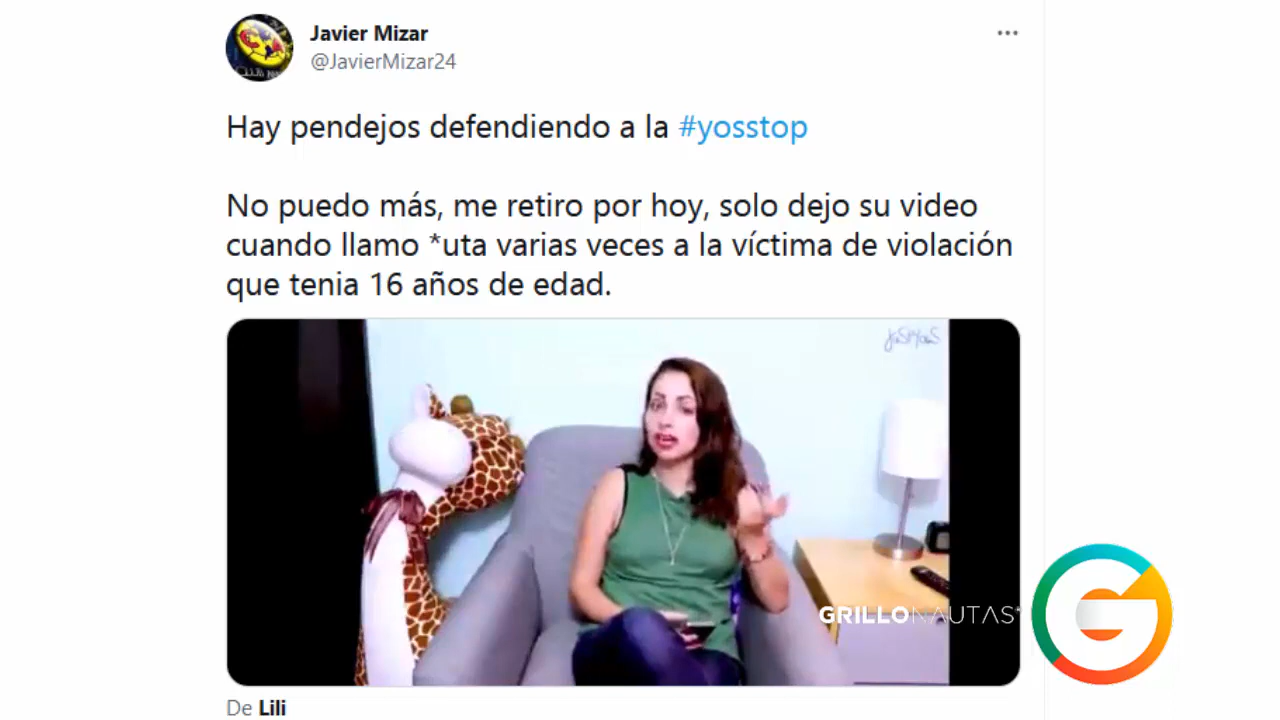 Javier Mizar
@JavierMizar24
Hay pendejos defendiendo a la #yosstop
No puedo más, me retiro por hoy, solo dejo su video
cuando llamo *uta varias veces a la víctima de violación
que tenia 16 años de edad.
GRILLONAUTAS
De Lili